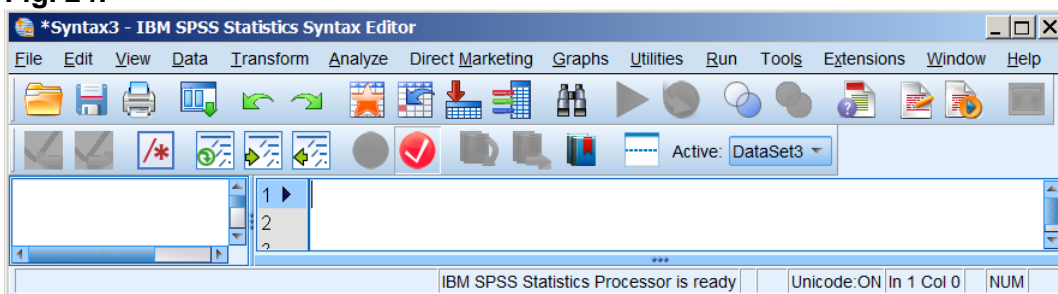 *Syntax3 - IBM SPSS Statistics Syntax Editor
File Edit View Data Transform Analyze Direct Marketing Graphs Utilities Run Tools Extensions Window Help
/*
Active: DataSet3
1
2
IBM SPSS Statistics Processor is ready Unicode:ON In 1 Col 0 NUM